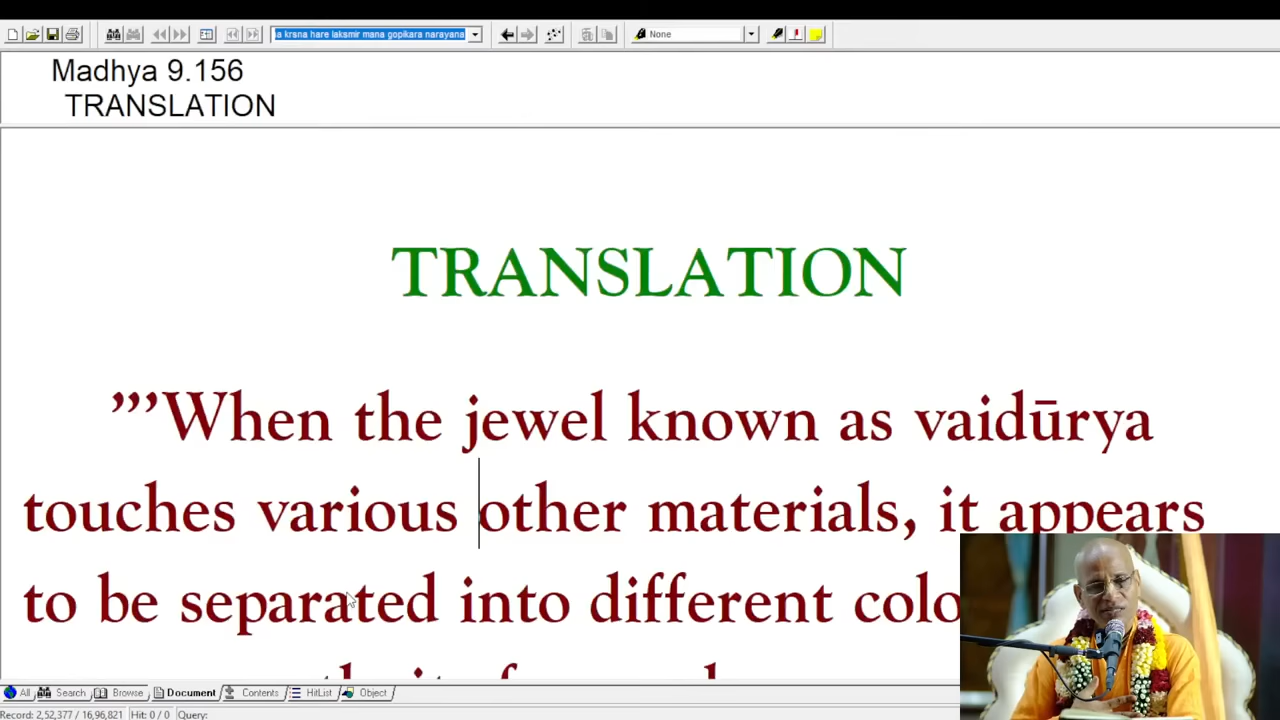 a krsna hare laksmir mana gopikara narayana
None
Madhya 9.156
TRANSLATION
TRANSLATION
”’When the jewel known as vaidūrya
touches various other materials, it appears
to be separated into different
All Search Browse Document Contents HitList Object
Record: 2,52,377 / 16,96,821 Hit: 0 / 0 Query: